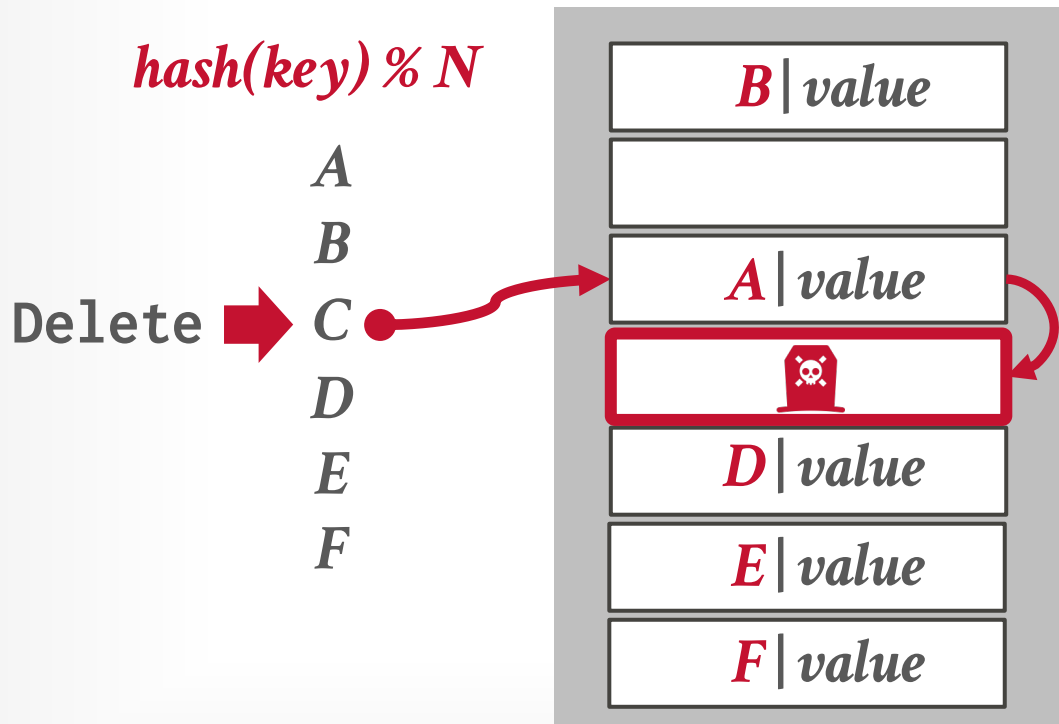 hash(key) % N
A
B
Delete C
D
E
F
B | value
A | value
D | value
E | value
F | value